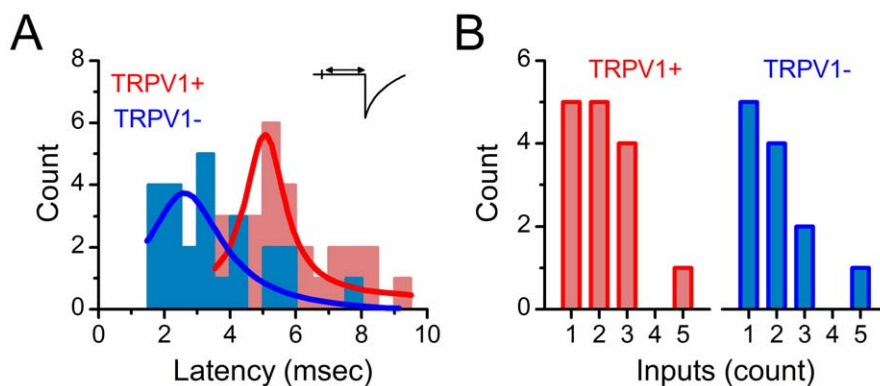 A
Count
8
6
4
2
0
TRPV1+
TRPV1-
0 2 4 6 8 10
Latency (msec)
B
Count
6
4
2
0
TRPV1+
TRPV1-
1 2 3 4 5
1 2 3 4 5
Inputs (count)